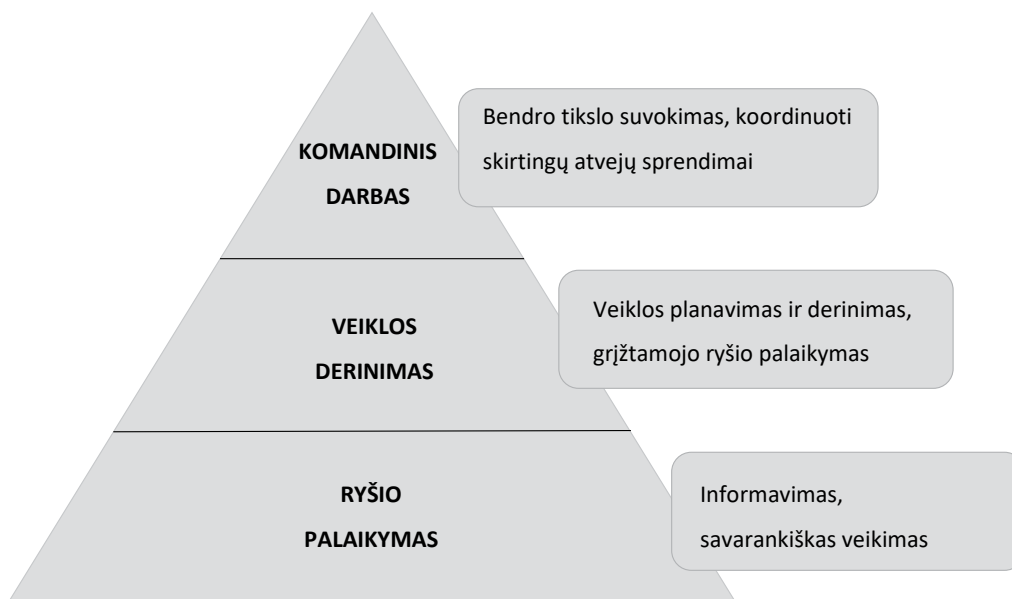 KOMANDINIS
DARBAS
Bendro tikslo suvokimas, koordinuoti
skirtingų atvejų sprendimai
VEIKLOS
DERINIMAS
Veiklos planavimas ir derinimas,
grįžtamojo ryšio palaikymas
RYŠIO
PALAIKYMAS
Informavimas,
savarankiškas veikimas